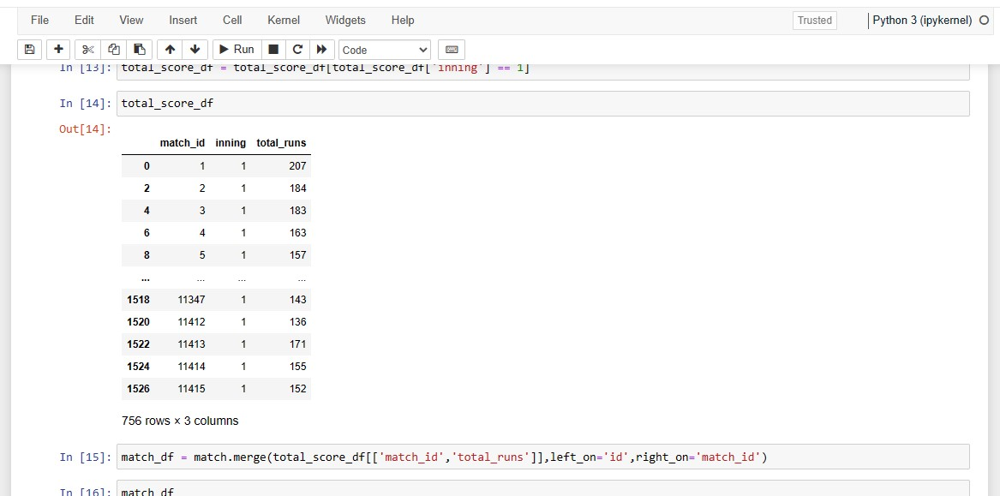 File Edit View Insert Cell Kernel Widgets Help Trusted Python 3 (ipykernel)
Run Code
In [13]: total_score_df = total_score_df[total_score_df['inning'] == 1]
In [14]: total_score_df
Out[14]:
match_id inning total_runs
0 1 1 207
2 2 1 184
4 3 1 183
6 4 1 163
8 5 1 157
... ... ... ...
1518 11347 1 143
1520 11412 1 136
1522 11413 1 171
1524 11414 1 155
1526 11415 1 152
756 rows × 3 columns
In [15]: match_df = match.merge(total_score_df[['match_id','total_runs']],left_on='id',right_on='match_id')
In [16]: match_df